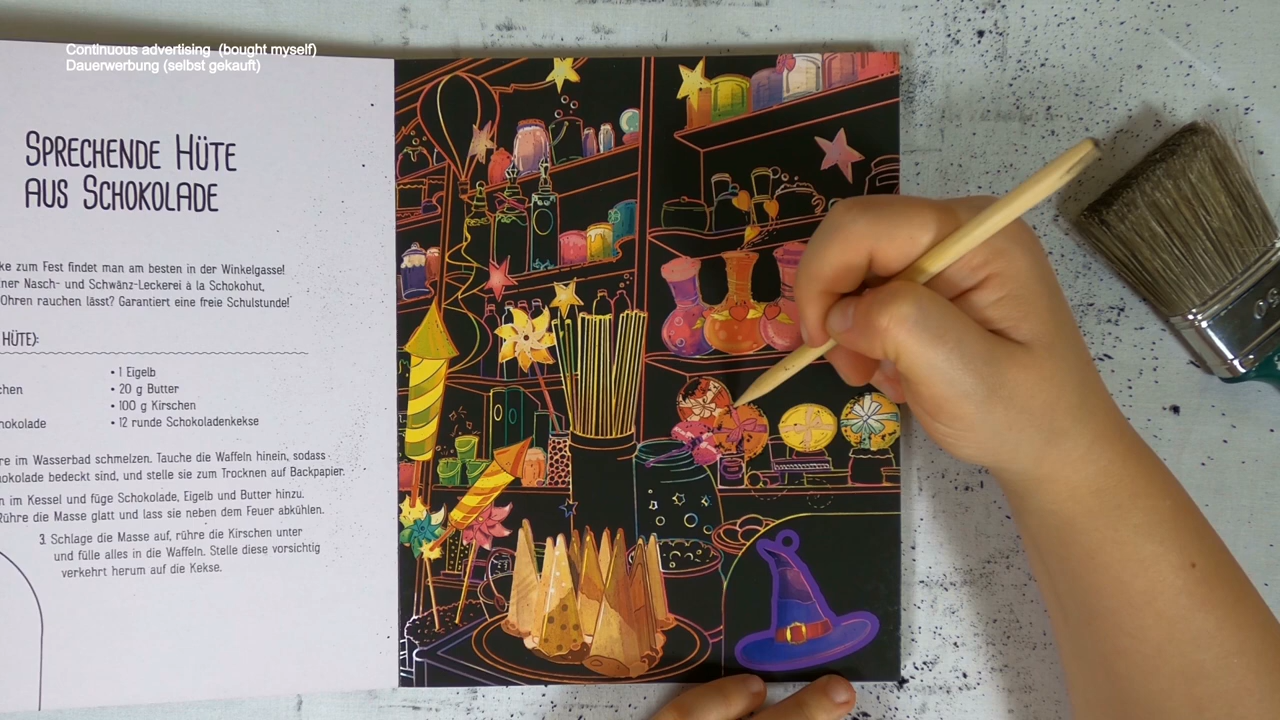 Continuous advertising (bought myself)
Dauerwerbung (selbst gekauft)
SPRECHENDE HÜTE
AUS SCHOKOLADE
ke zum Fest findet man am besten in der Winkelgasse!
iner Nasch- und Schwänz-Leckerei à la Schokohut,
Ohren rauchen lässt? Garantiert eine freie Schulstunde!
HÜTE):
• 1 Eigelb
chen • 20 g Butter
• 100 g Kirschen
hokolade • 12 runde Schokoladenkekse
re im Wasserbad schmelzen. Tauche die Waffeln hinein, sodass
hokolade bedeckt sind, und stelle sie zum Trocknen auf Backpapier.
n im Kessel und füge Schokolade, Eigelb und Butter hinzu.
Rühre die Masse glatt und lass sie neben dem Feuer abkühlen.
3. Schlage die Masse auf, rühre die Kirschen unter
und fülle alles in die Waffeln. Stelle diese vorsichtig
verkehrt herum auf die Kekse.